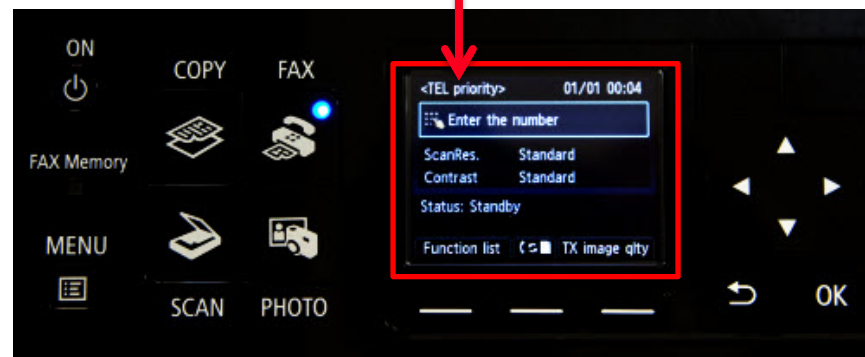 ON
COPY
FAX
FAX Memory
MENU
SCAN
PHOTO
<TEL priority> 01/01 00:04
Enter the number
ScanRes. Standard
Contrast Standard
Status: Standby
Function list TX image qlty
OK